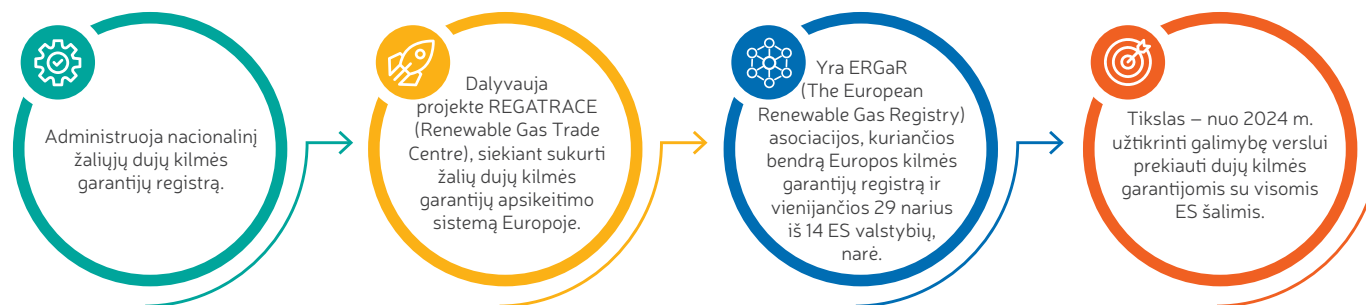 Administruoja nacionalinį
žaliųjų dujų kilmės
garantijų registrą.
Dalyvauja
projekte REGATRACE
(Renewable Gas Trade
Centre), siekiant sukurti
žalių dujų kilmės
garantijų apsikeitimo
sistemą Europoje.
Yra ERGaR
(The European
Renewable Gas Registry)
asociacijos, kuriančios
bendrą Europos kilmės
garantijų registrą ir
vienijančios 29 narius
iš 14 ES valstybių,
narė.
Tikslas – nuo 2024 m.
užtikrinti galimybę verslui
prekiauti dujų kilmės
garantijomis su visomis
ES šalimis.